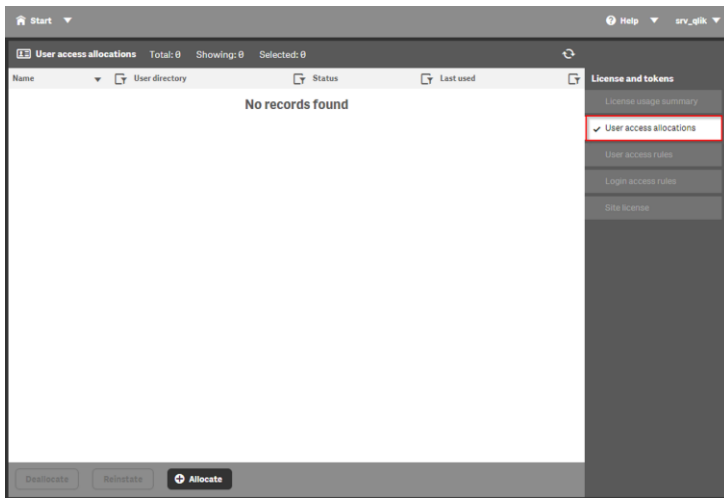 Start
Help srv_qlik
User access allocations Total: 0 Showing: 0 Selected: 0
Name User directory Status Last used
No records found
License and tokens
License usage summary
User access allocations
User access rules
Login access rules
Site license
Deallocate Reinstate Allocate